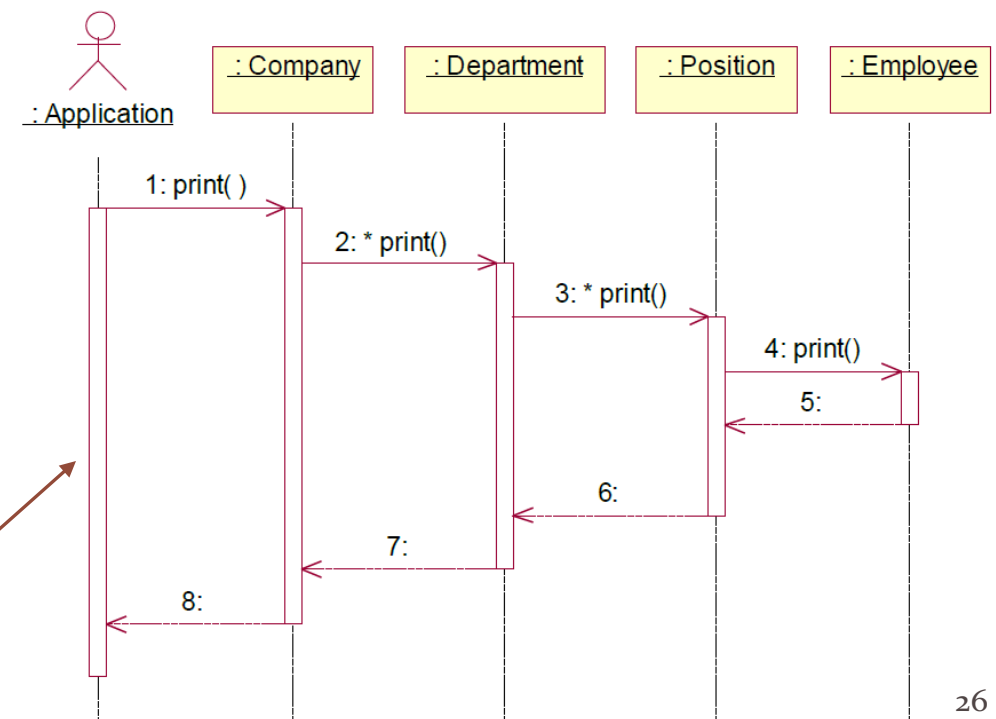 : Company
: Department
: Position
: Employee
: Application
1: print( )
2: * print()
3: * print()
4: print()
5:
6:
7:
8:
26